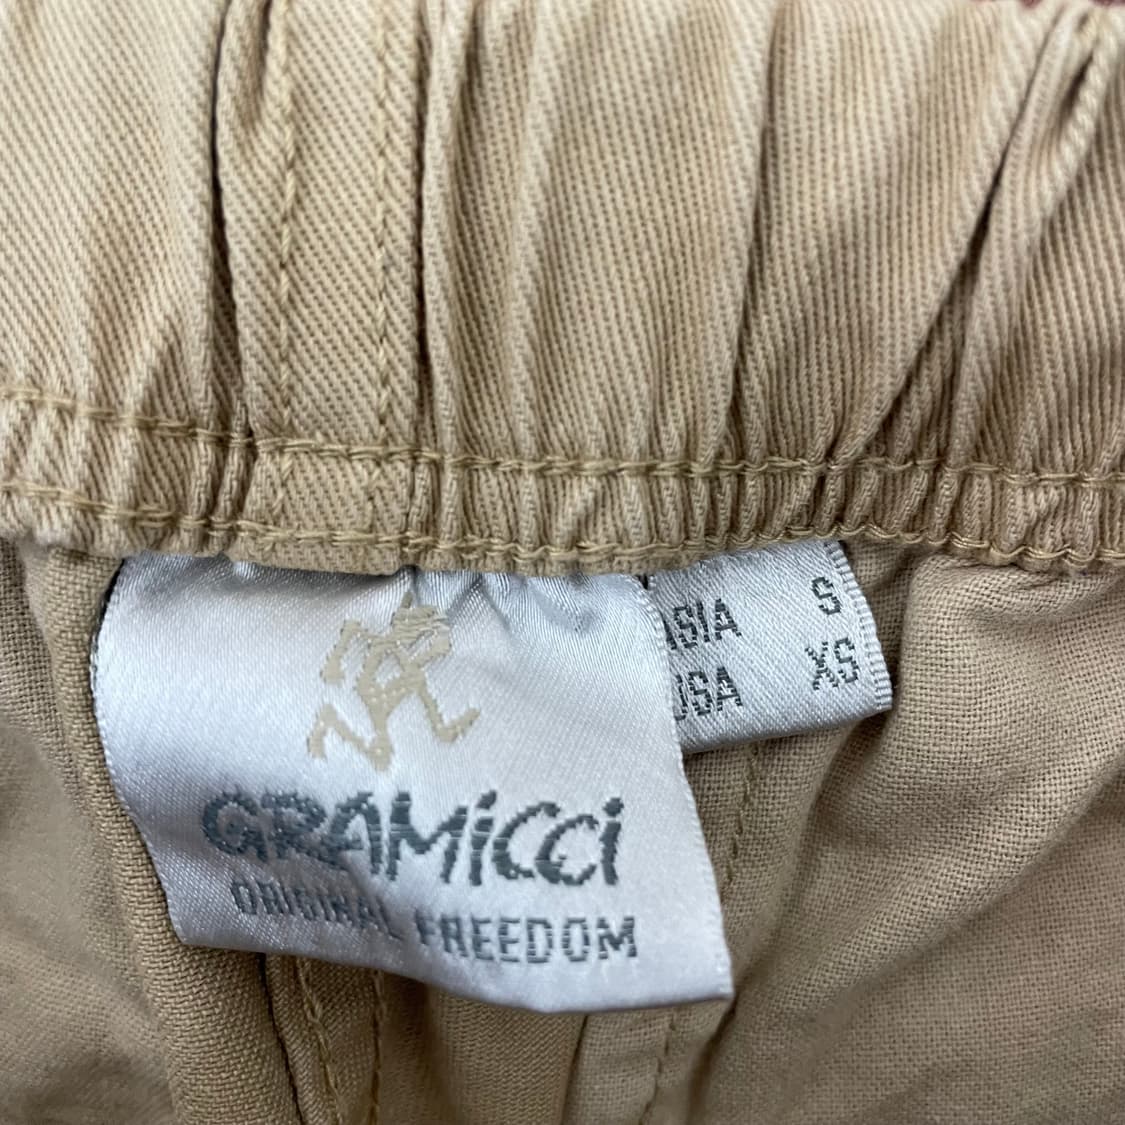 ASIA S
USA XS
GRAMiCCi
ORIGINAL FREEDOM